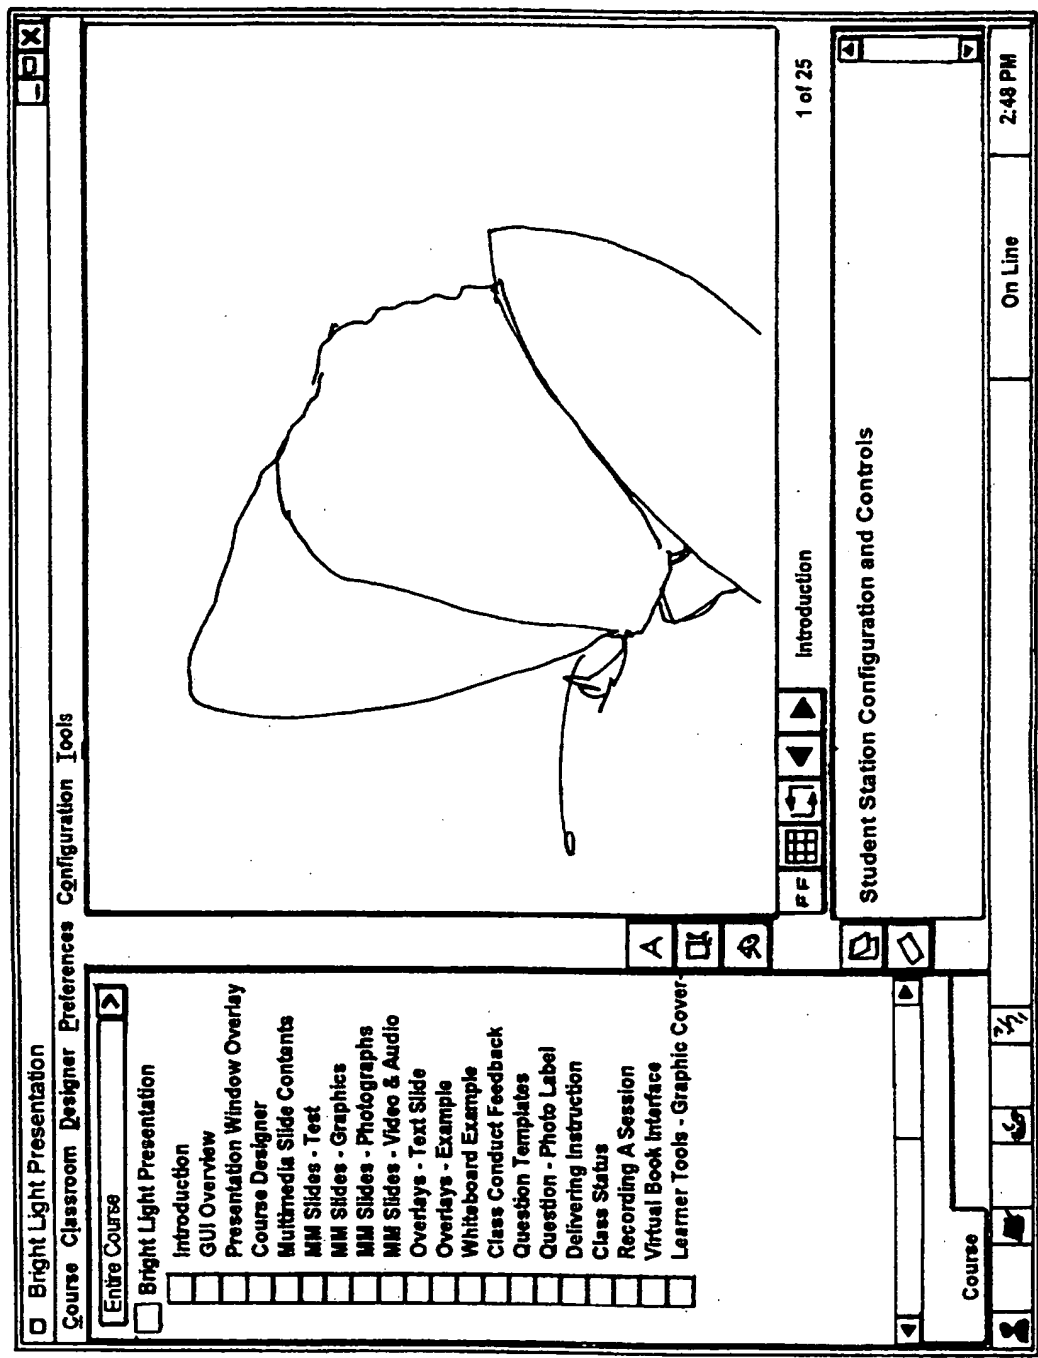 Bright Light Presentation
Course Classroom Designer Preferences Configuration Tools
Entire Course
Bright Light Presentation
Introduction
GUI Overview
Presentation Window Overlay
Course Designer
Multimedia Slide Contents
MM Slides - Test
MM Slides - Graphics
MM Slides - Photographs
MM Slides - Video & Audio
Overlays - Text Slide
Overlays - Example
Whiteboard Example
Class Conduct Feedback
Question Templates
Question - Photo Label
Delivering Instruction
Class Status
Recording A Session
Virtual Book Interface
Learner Tools - Graphic Cover-
Course
A
FF
Introduction
1 of 25
Student Station Configuration and Controls
On Line
2:48 PM